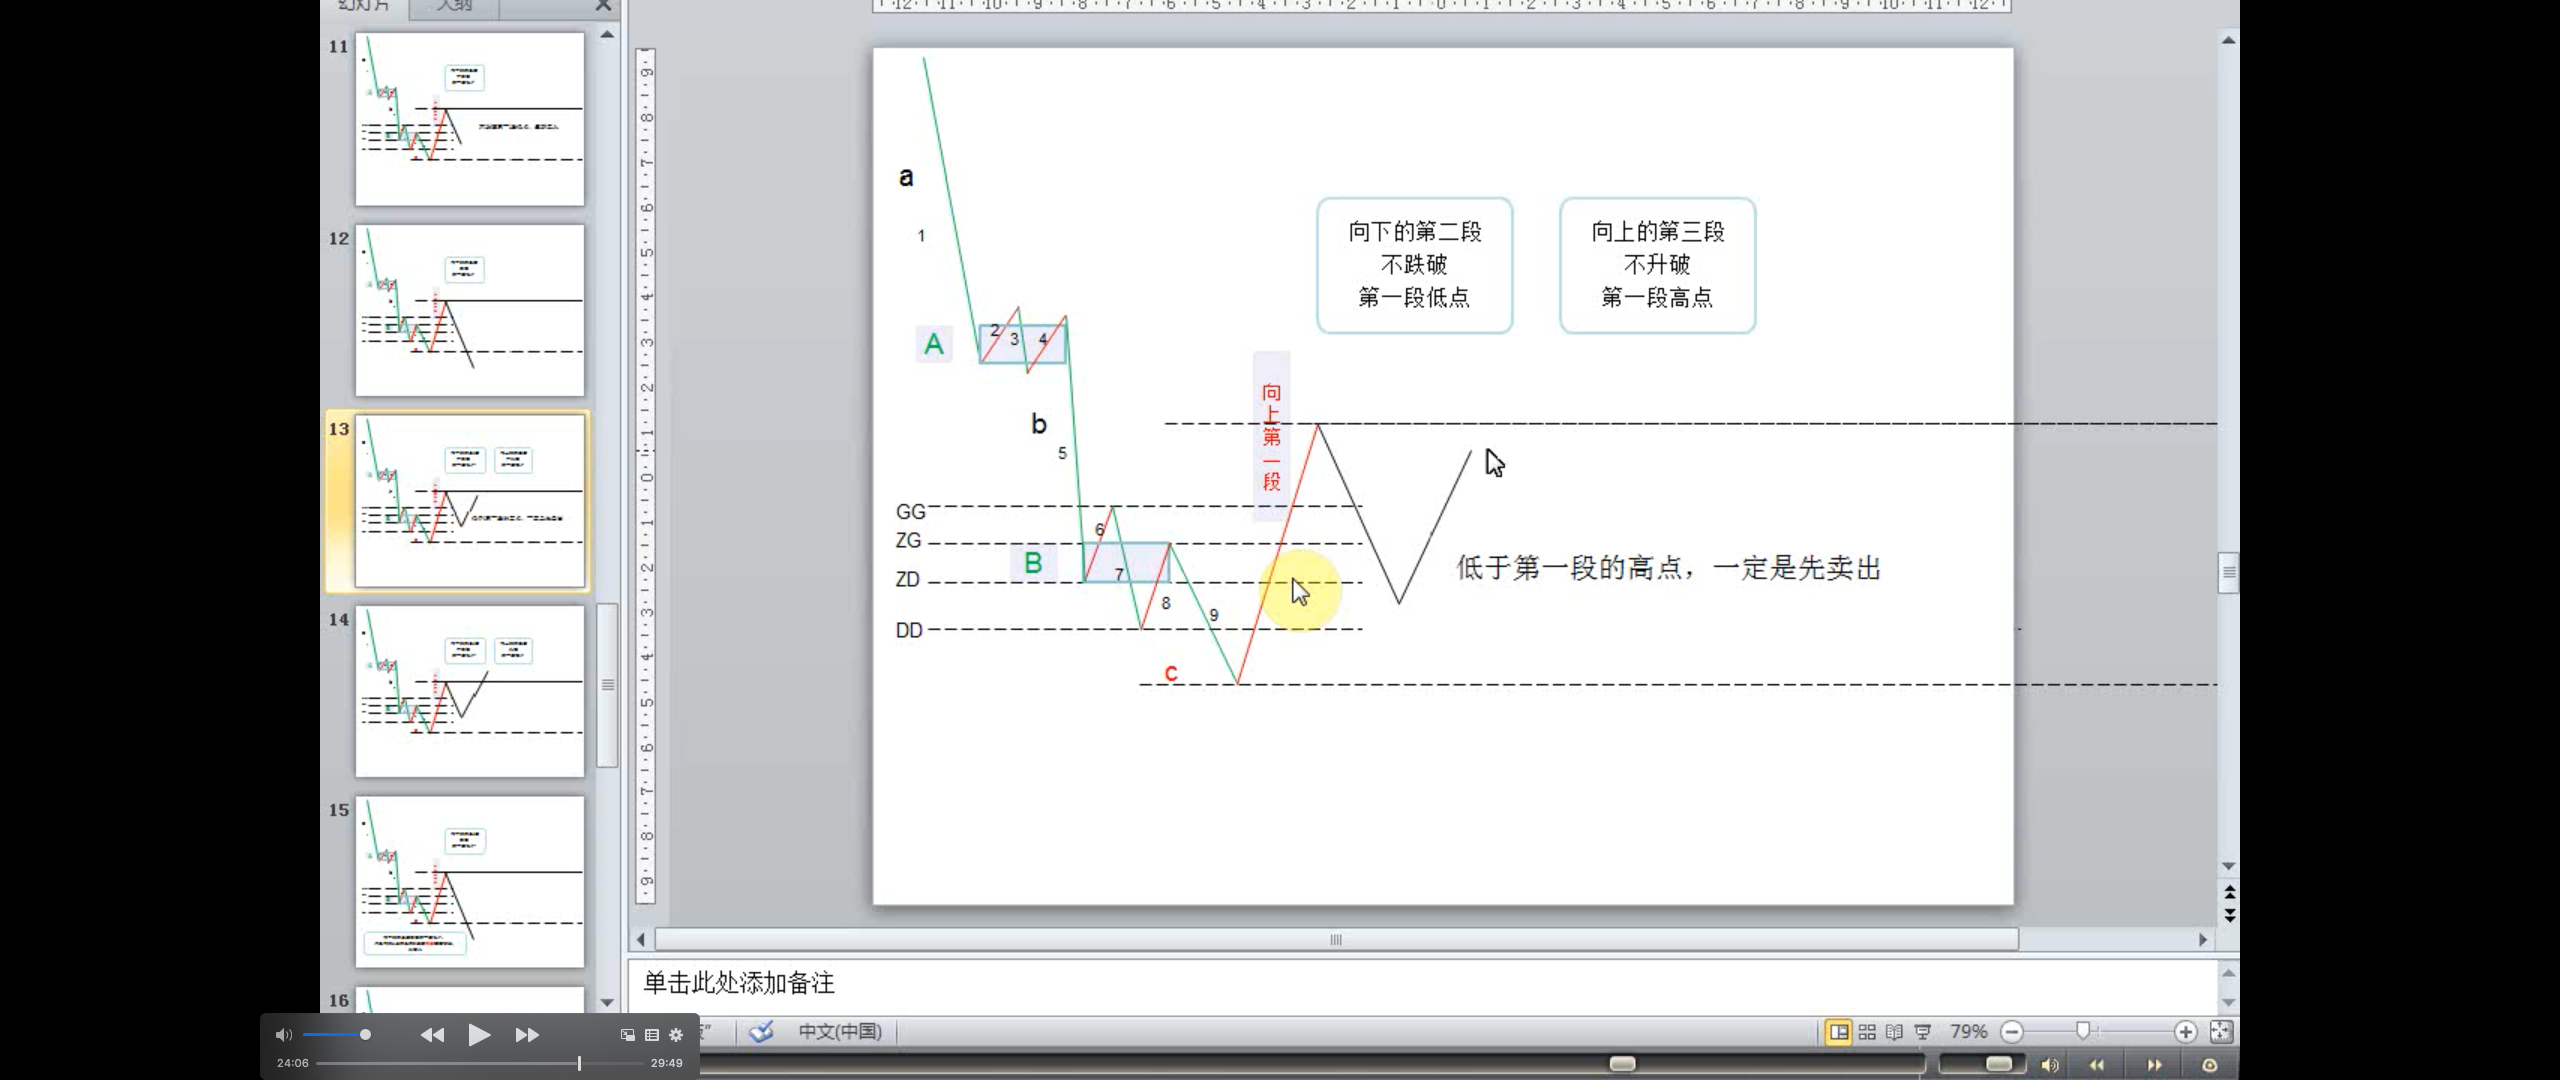 幻灯片
大纲
11
12
13
14
15
16
a
1
A
2
3
4
b
5
向下的第二段
不跌破
第一段低点
向上的第三段
不升破
第一段高点
向上第一段
GG
ZG
ZD
DD
6
B
7
8
9
c
低于第一段的高点，一定是先卖出
单击此处添加备注
中文(中国)
79%
24:06
29:49